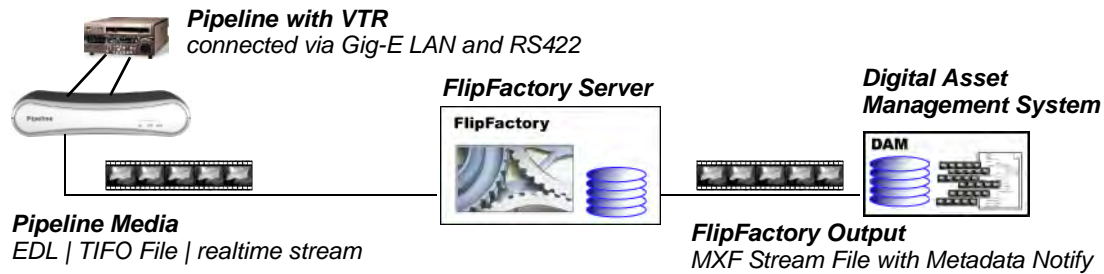 Pipeline with VTR
connected via Gig-E LAN and RS422
Pipeline
FlipFactory Server
FlipFactory
Digital Asset
Management System
DAM
Pipeline Media
EDL | TIFO File | realtime stream
FlipFactory Output
MXF Stream File with Metadata Notify